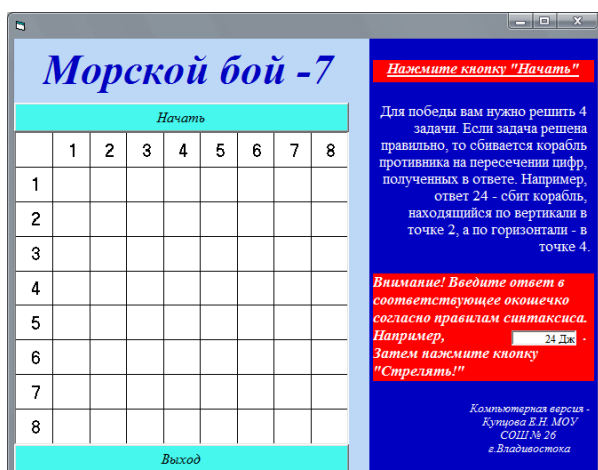 Морской бой -7
Начать
1 2 3 4 5 6 7 8
1
2
3
4
5
6
7
8
Выход
Нажмите кнопку "Начать"
Для победы вам нужно решить 4
задачи. Если задача решена
правильно, то сбивается корабль
противника на пересечении цифр,
полученных в ответе. Например,
ответ 24 - сбит корабль,
находящийся по вертикали в
точке 2, а по горизонтали - в
точке 4.
Внимание! Введите ответ в
соответствующее окошечко
согласно правилам синтаксиса.
Например, 24 Дж .
Затем нажмите кнопку
"Стрелять!"
Компьютерная версия -
Купцова Е.Н. МОУ
СОШ № 26
г.Владивостока